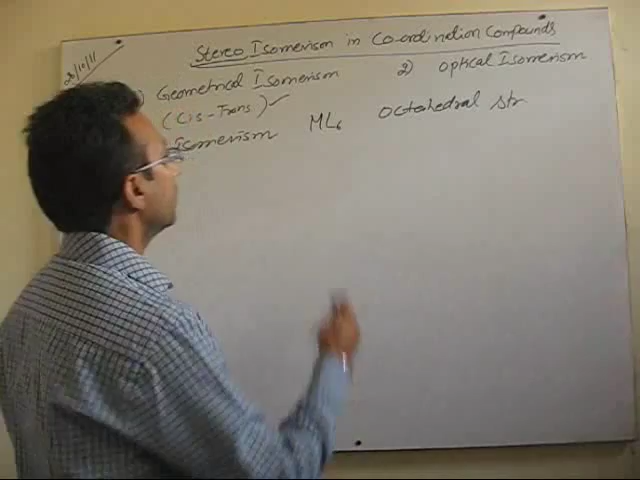 Stereo Isomerism in Co-ordination Compounds
1) Geometrical Isomerism 2) optical Isomerism
(Cis-Trans) ✓
Isomerism ML6 octahedral str